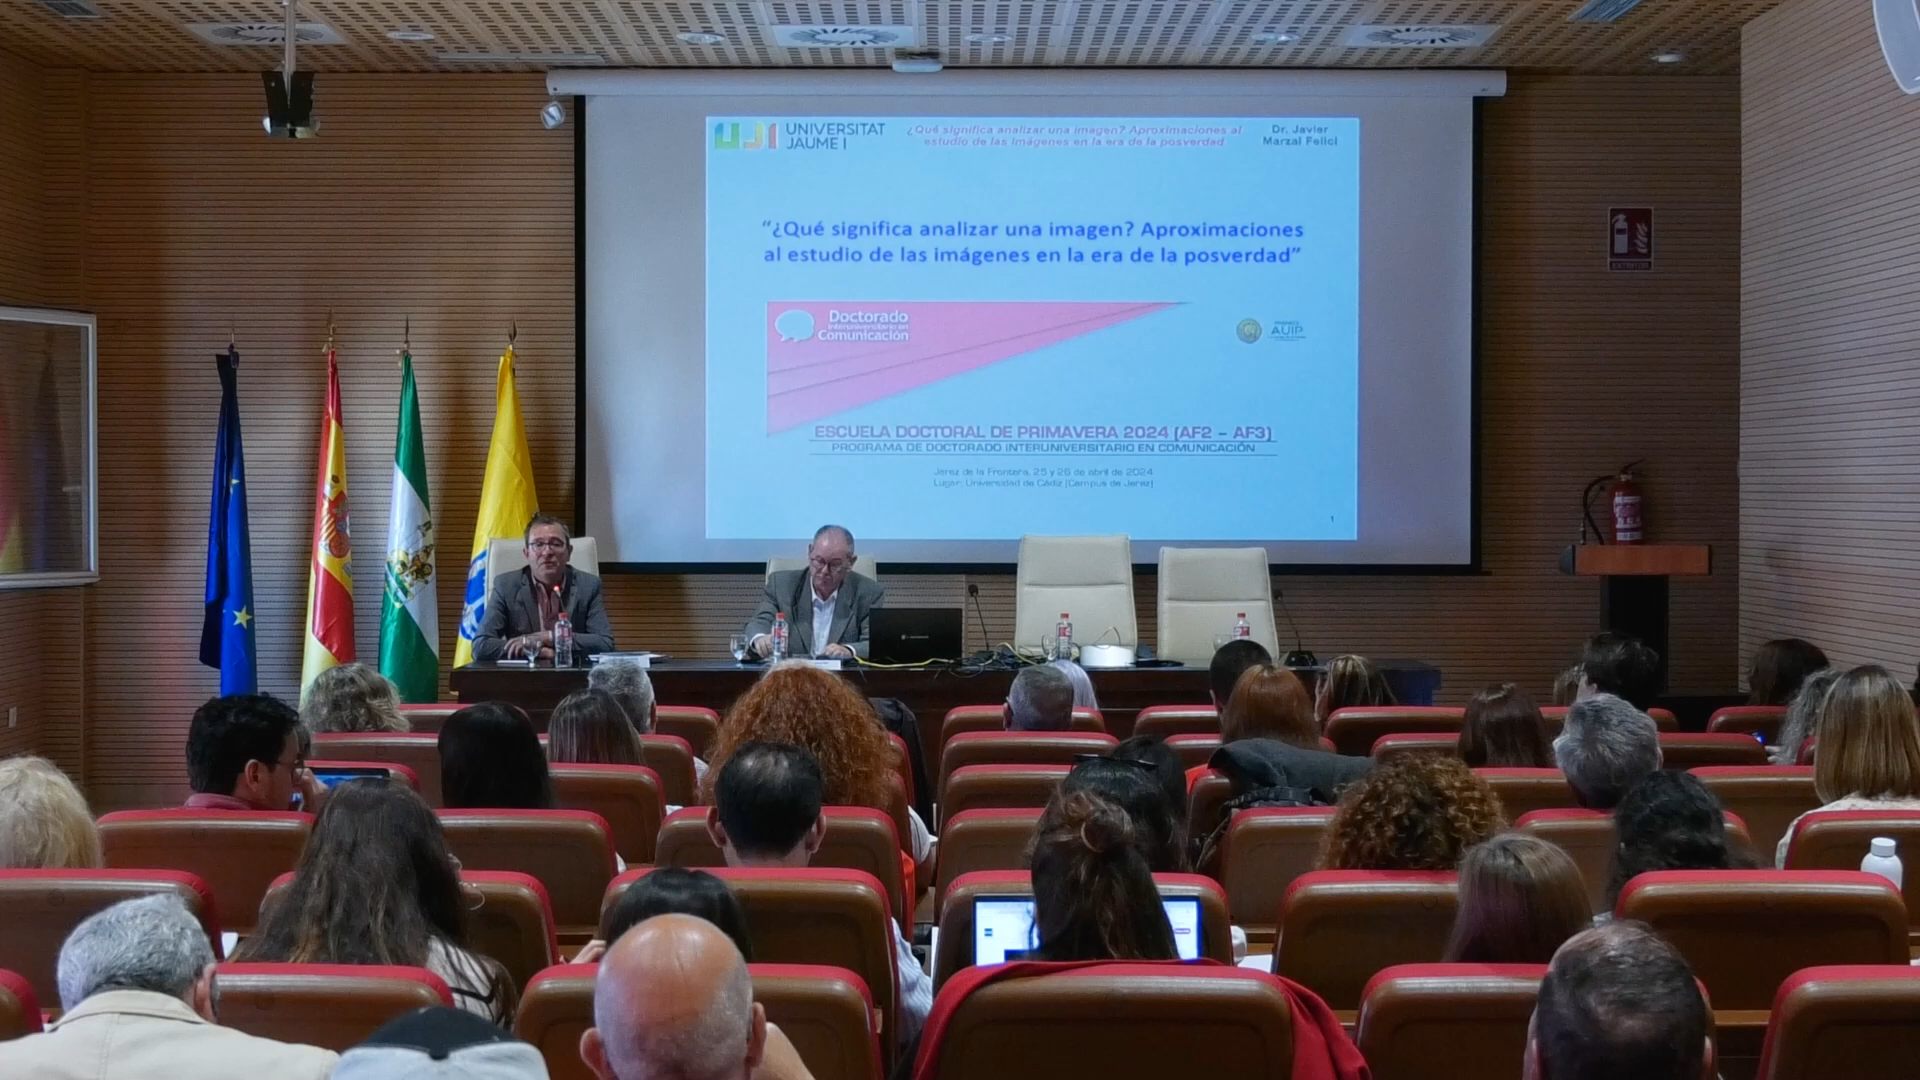 UNIVERSITAT
JAUME I
¿Qué significa analizar una imagen? Aproximaciones al
estudio de las imágenes en la era de la posverdad
Dr. Javier
Marzal Felici
“¿Qué significa analizar una imagen? Aproximaciones
al estudio de las imágenes en la era de la posverdad”
Doctorado
Interuniversitario en
Comunicación
AUIP
ESCUELA DOCTORAL DE PRIMAVERA 2024 (AF2 – AF3)
PROGRAMA DE DOCTORADO INTERUNIVERSITARIO EN COMUNICACIÓN
Jerez de la Frontera, 25 y 26 de abril de 2024
Lugar: Universidad de Cádiz (Campus de Jerez)
1
EXTINTOR